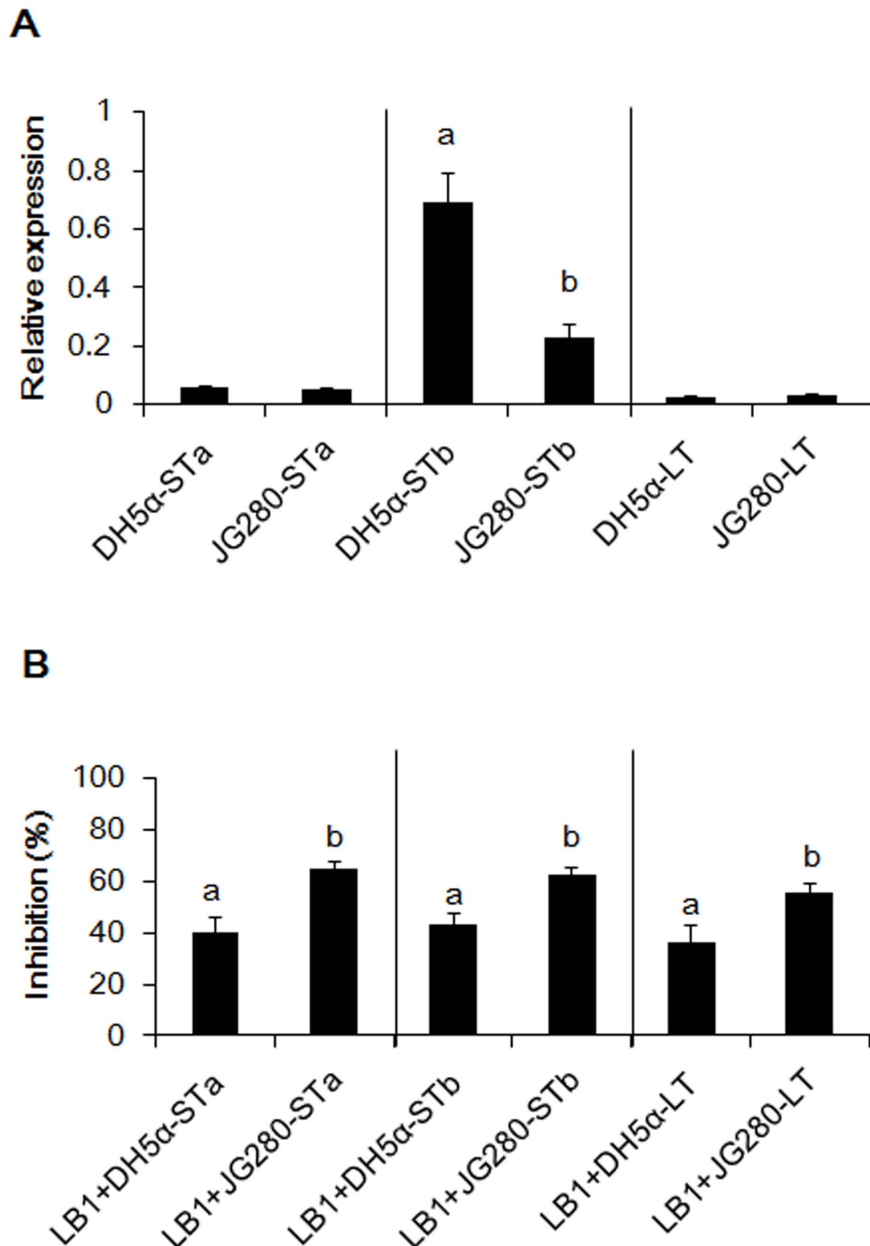 A
Relative expression
1
0.8
0.6
0.4
0.2
0
a
b
DH5α-STa
JG280-STa
DH5α-STb
JG280-STb
DH5α-LT
JG280-LT
B
Inhibition (%)
100
80
60
40
20
0
a
b
a
b
a
b
LB1+DH5α-STa
LB1+JG280-STa
LB1+DH5α-STb
LB1+JG280-STb
LB1+DH5α-LT
LB1+JG280-LT